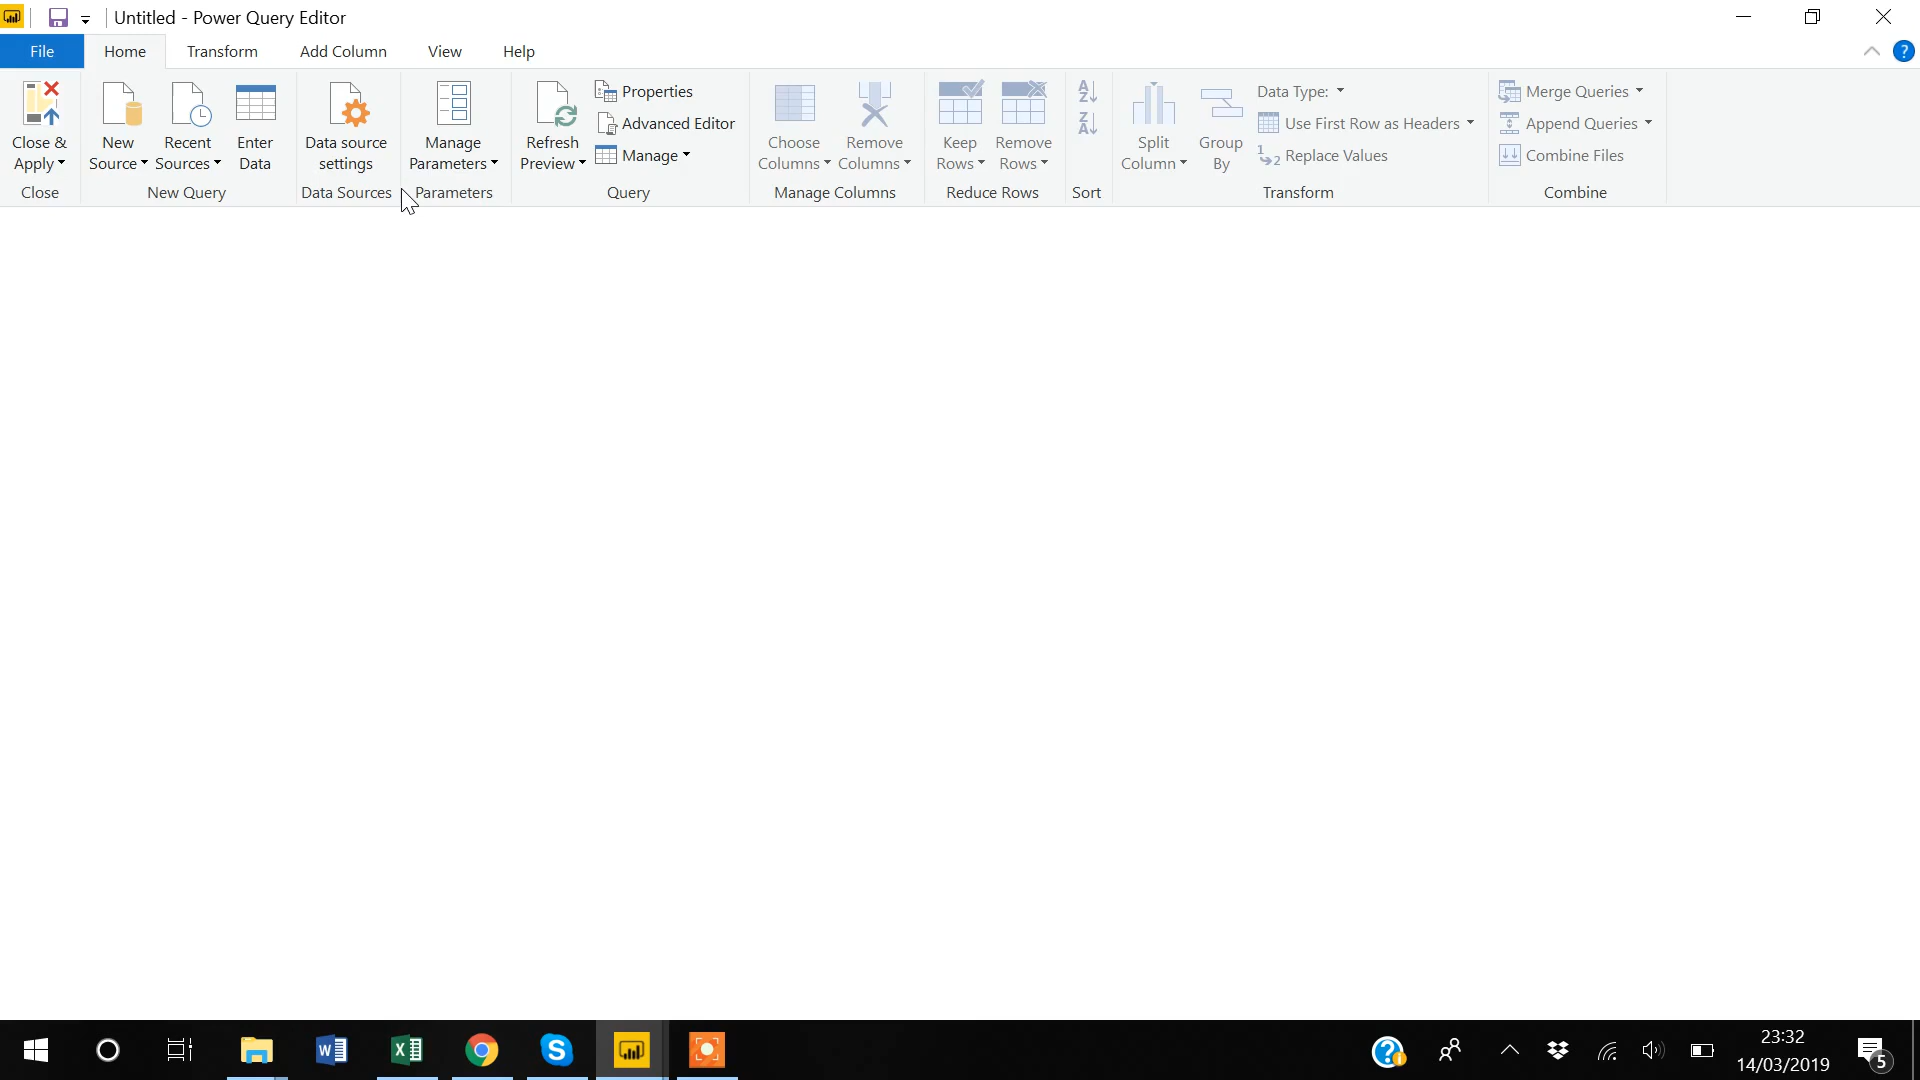 Untitled - Power Query Editor
File Home Transform Add Column View Help
Close & Apply
New Source
Recent Sources
Enter Data
Data source settings
Manage Parameters
Refresh Preview
Properties
Advanced Editor
Manage
Choose Columns
Remove Columns
Keep Rows
Remove Rows
Split Column
Group By
Data Type:
Use First Row as Headers
Replace Values
Merge Queries
Append Queries
Combine Files
Close New Query Data Sources Parameters Query Manage Columns Reduce Rows Sort Transform Combine
23:32
14/03/2019
5